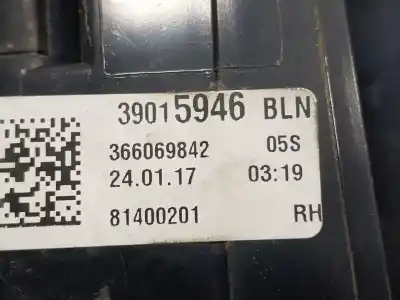 39015946 BLN
366069842 05S
24.01.17 03:19
81400201 RH